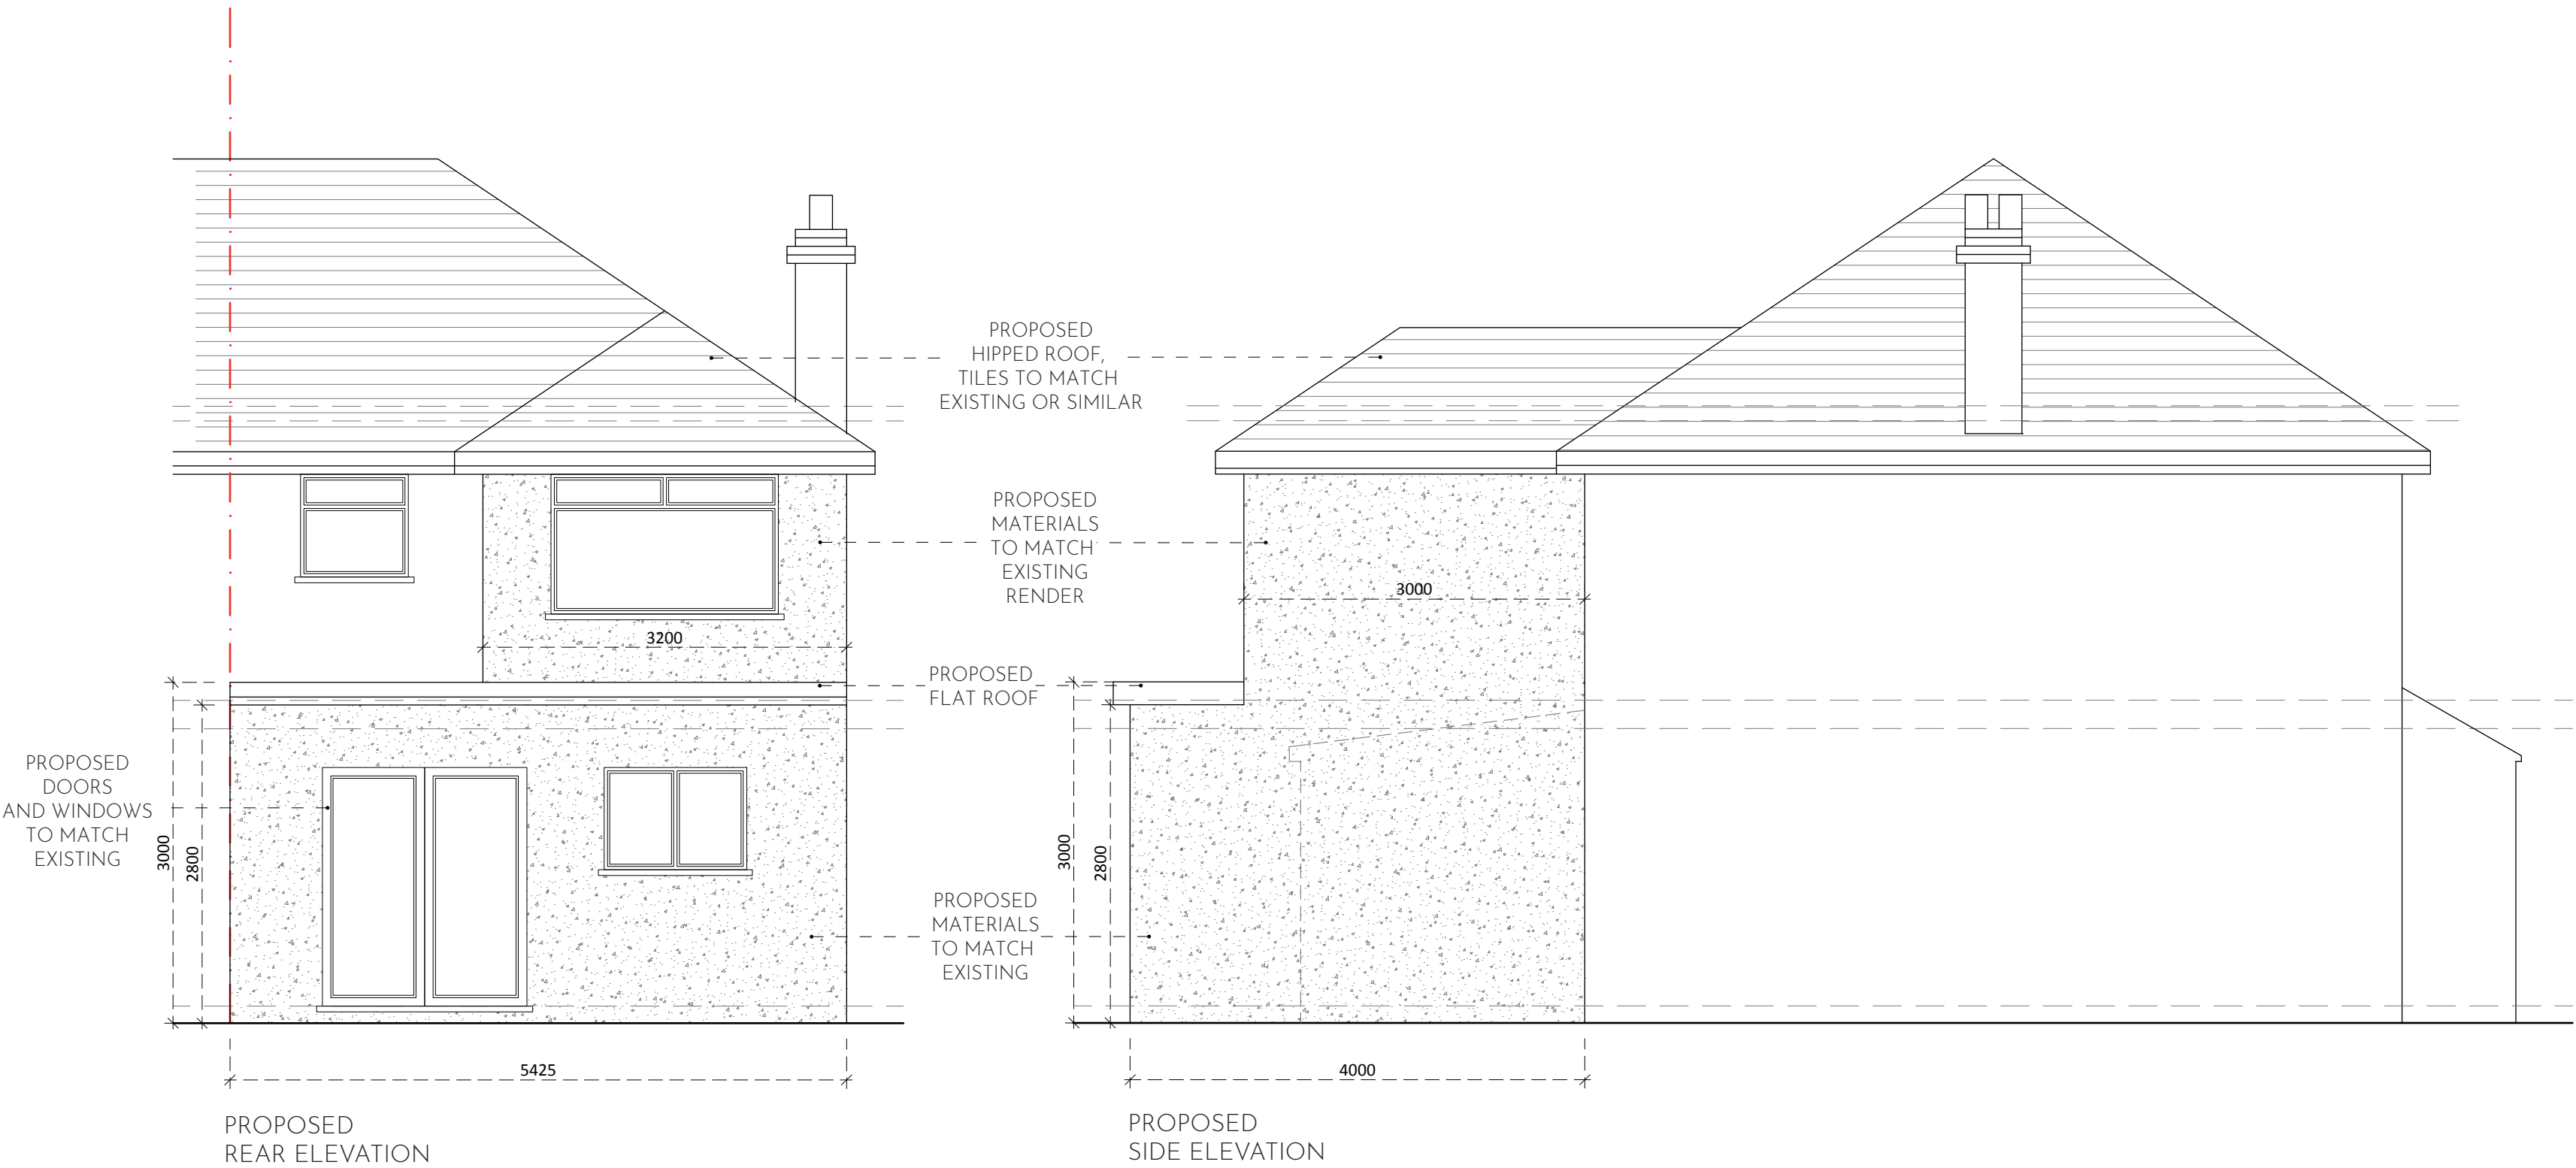 PROPOSED
HIPPED ROOF,
TILES TO MATCH
EXISTING OR SIMILAR
PROPOSED
MATERIALS
TO MATCH
EXISTING
RENDER
3000
3200
PROPOSED
FLAT ROOF
PROPOSED
DOORS
AND WINDOWS
TO MATCH
EXISTING
3000
2800
3000
2800
PROPOSED
MATERIALS
TO MATCH
EXISTING
5425
4000
PROPOSED
REAR ELEVATION
PROPOSED
SIDE ELEVATION